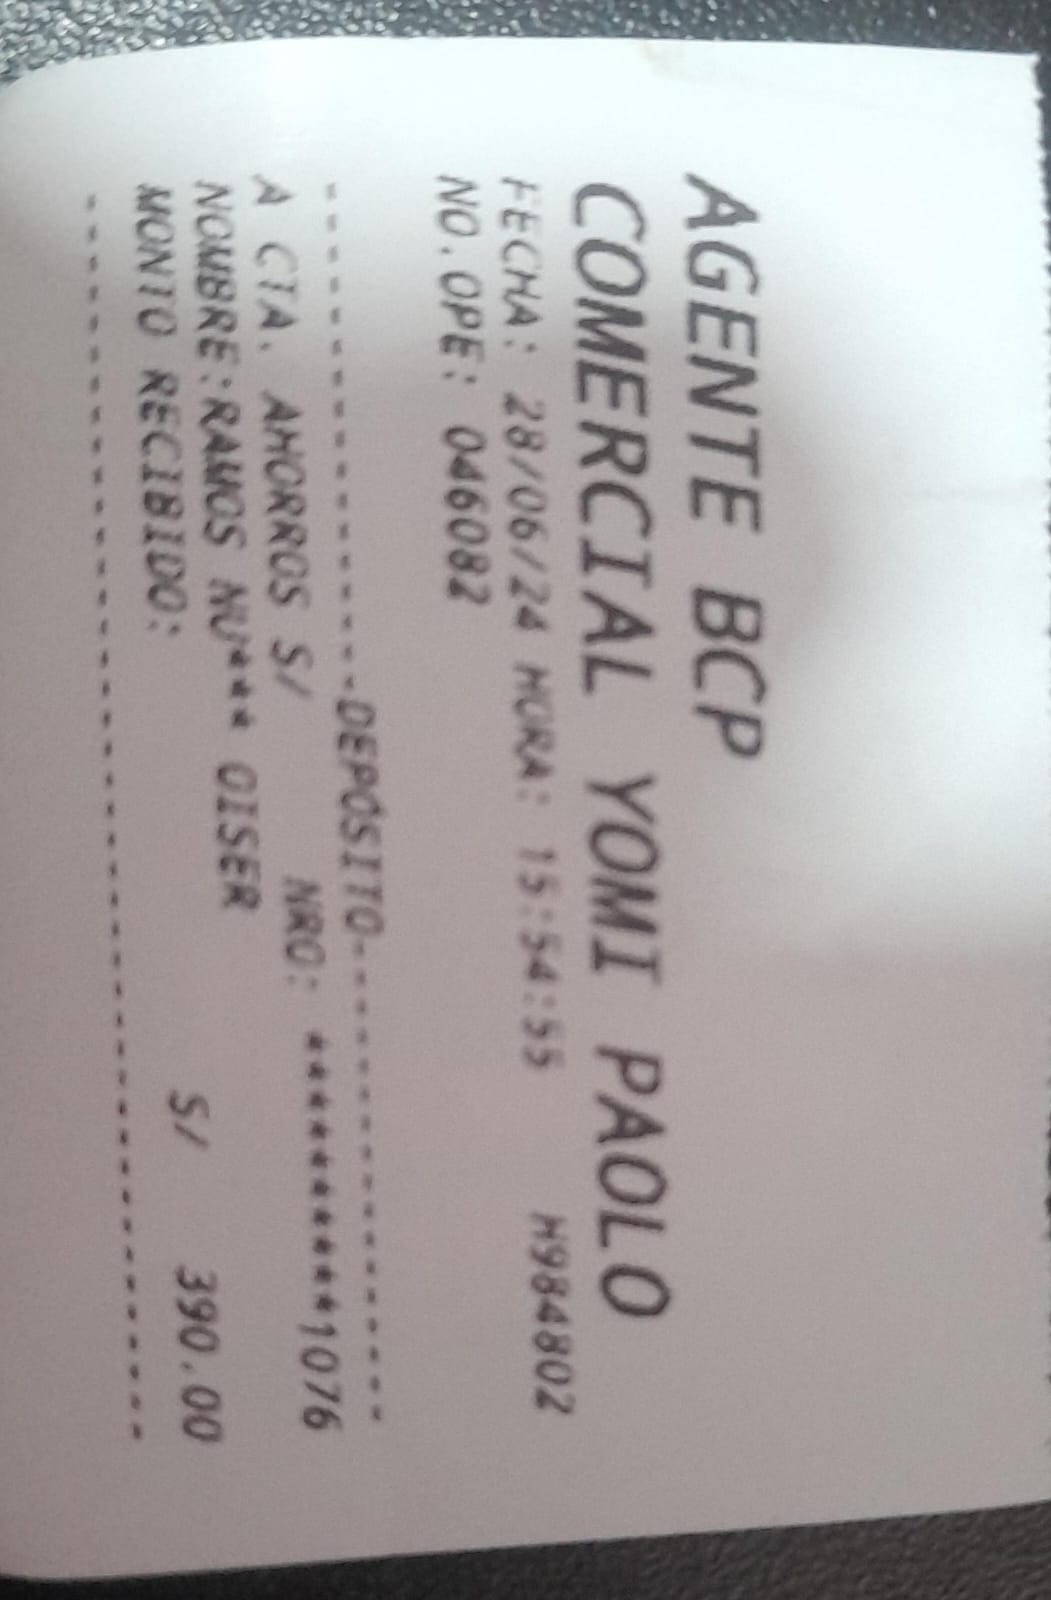 AGENTE BCP
COMERCIAL YOMI PAOLO
FECHA: 28/06/24 HORA: 15:54:55 H984802
NO.OPE: 046082
-------------------DEPÓSITO-------------------
A CTA. AHORROS S/ NRO: **********1076
NOMBRE:RAMOS NU**** OISER
MONTO RECIBIDO: S/ 390.00